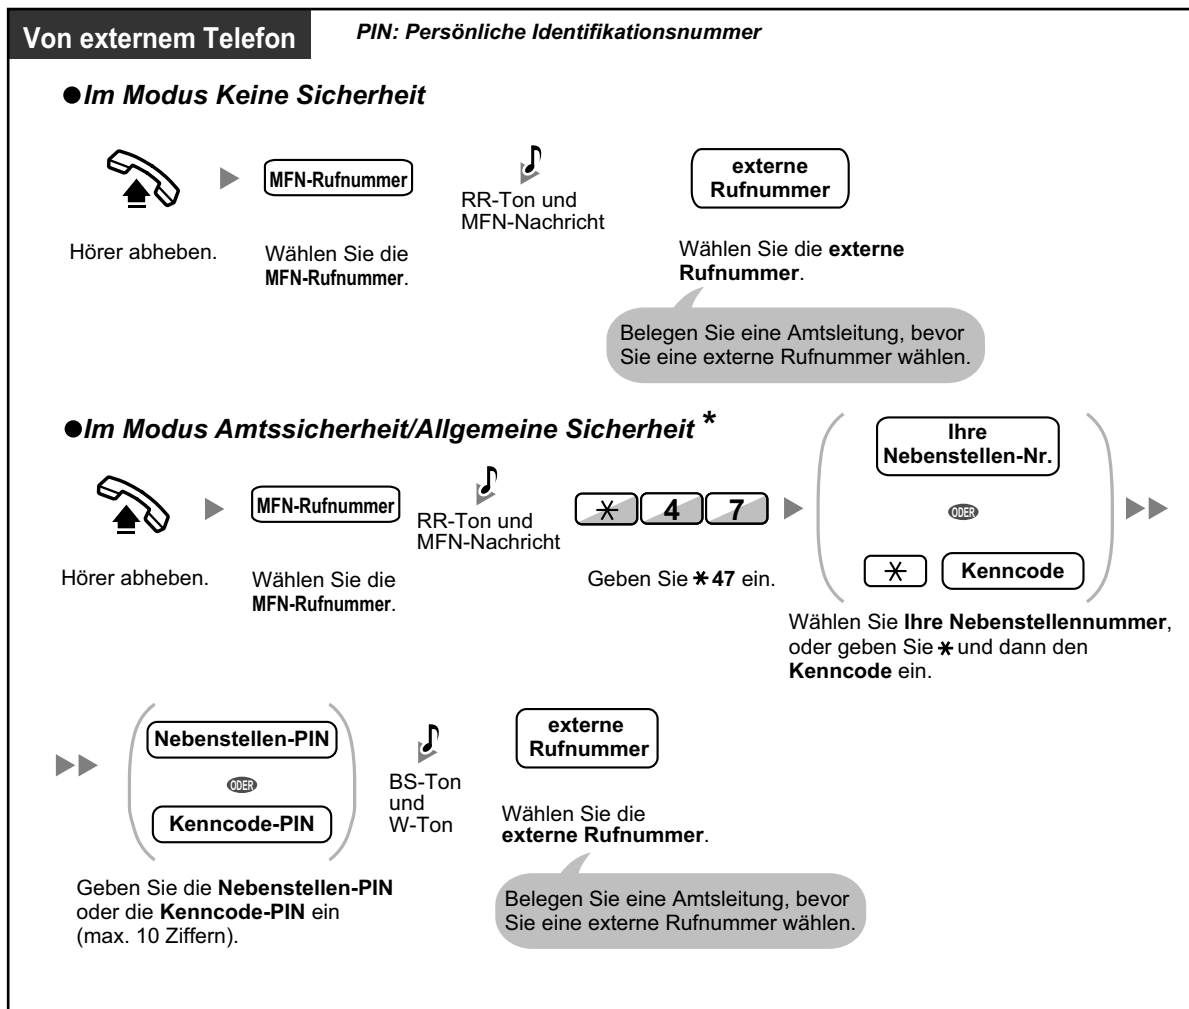 Von externem Telefon
PIN: Persönliche Identifikationsnummer
●Im Modus Keine Sicherheit
MFN-Rufnummer
externe
Rufnummer
RR-Ton und
MFN-Nachricht
Hörer abheben.
Wählen Sie die
MFN-Rufnummer.
Wählen Sie die externe
Rufnummer.
Belegen Sie eine Amtsleitung, bevor
Sie eine externe Rufnummer wählen.
●Im Modus Amtssicherheit/Allgemeine Sicherheit *
MFN-Rufnummer
RR-Ton und
MFN-Nachricht
* 4 7
Ihre
Nebenstellen-Nr.
ODER
* Kenncode
Hörer abheben.
Wählen Sie die
MFN-Rufnummer.
Geben Sie * 47 ein.
Wählen Sie Ihre Nebenstellennummer,
oder geben Sie * und dann den
Kenncode ein.
Nebenstellen-PIN
ODER
Kenncode-PIN
BS-Ton
und
W-Ton
externe
Rufnummer
Geben Sie die Nebenstellen-PIN
oder die Kenncode-PIN ein
(max. 10 Ziffern).
Wählen Sie die
externe Rufnummer.
Belegen Sie eine Amtsleitung, bevor
Sie eine externe Rufnummer wählen.